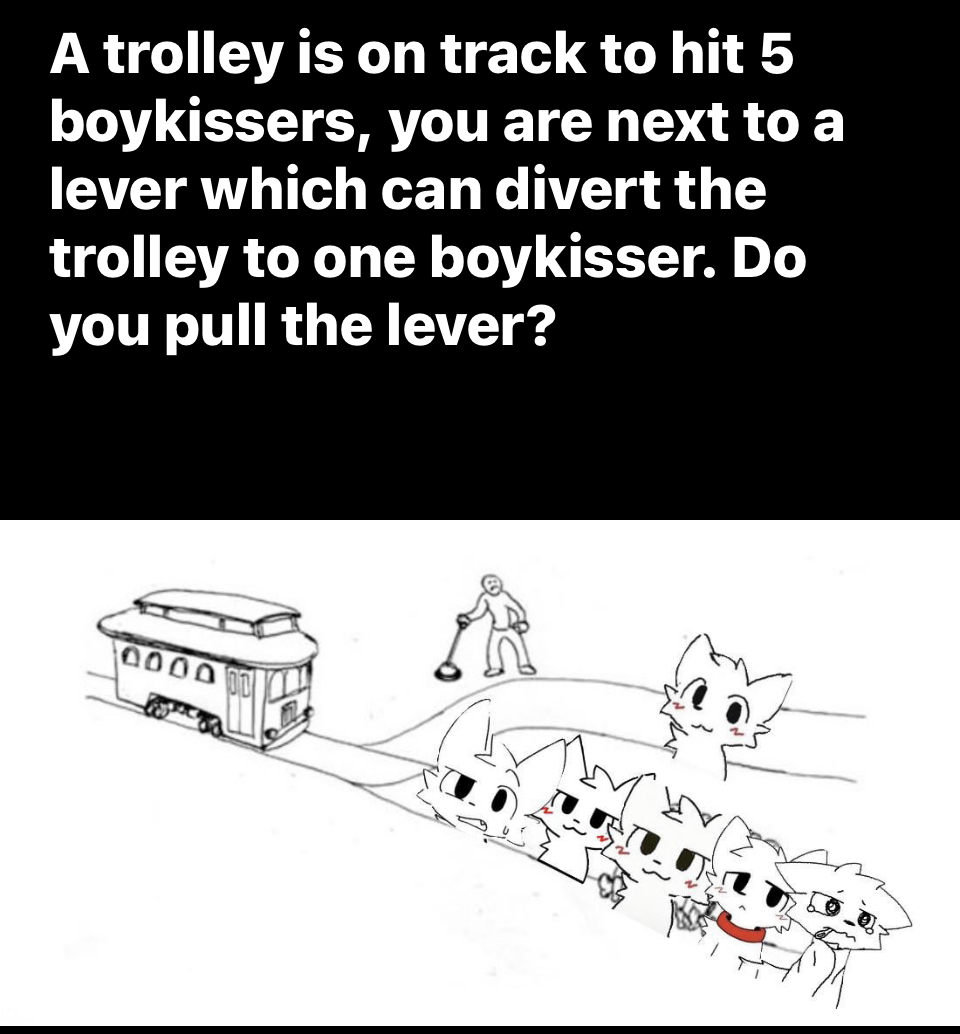 A trolley is on track to hit 5
boykissers, you are next to a
lever which can divert the
trolley to one boykisser. Do
you pull the lever?